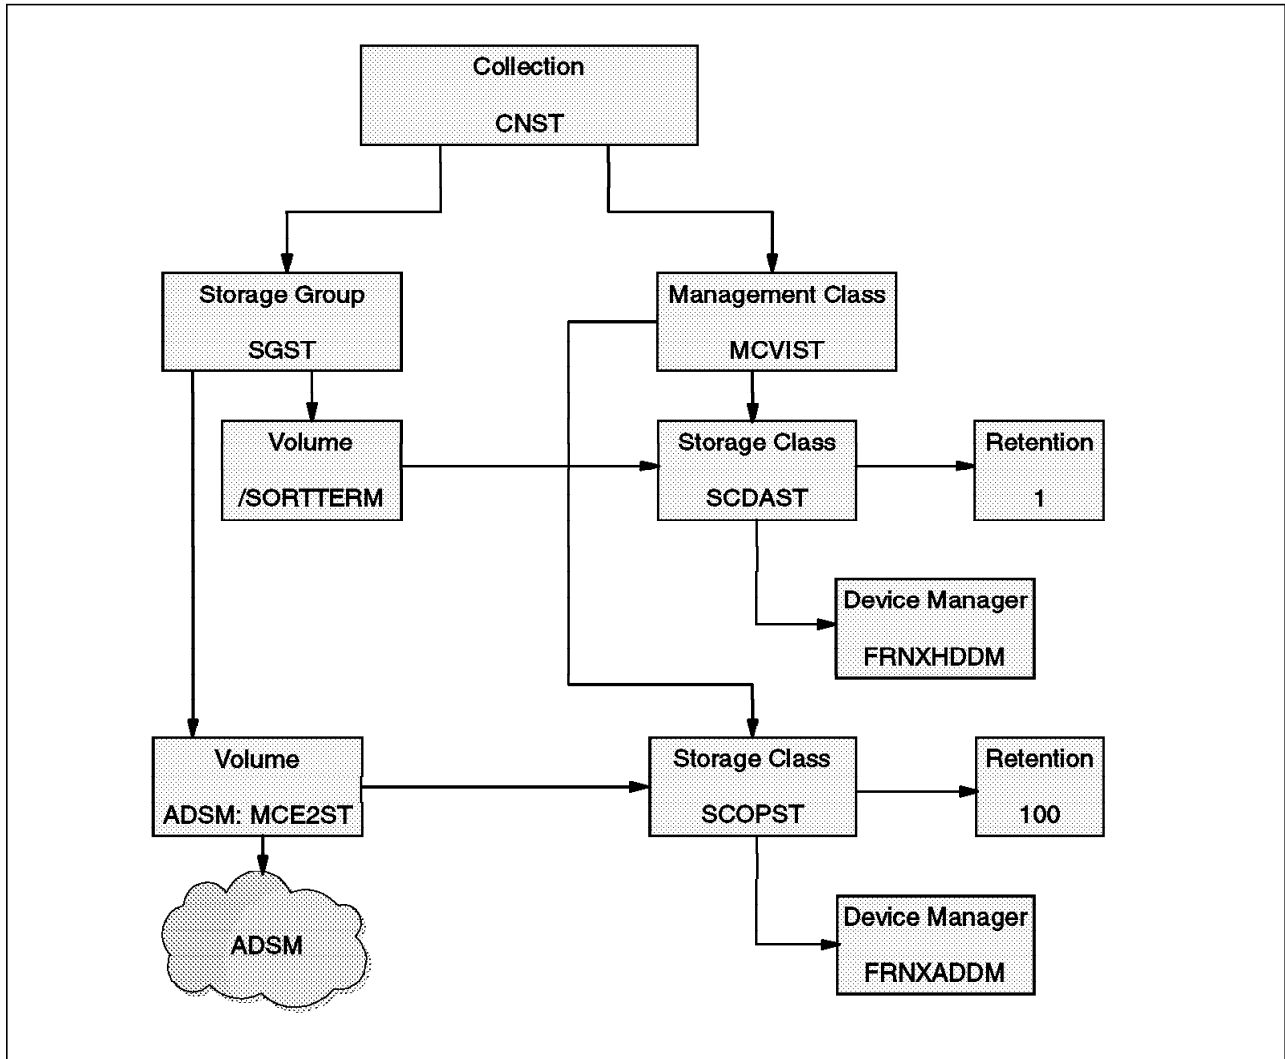 Collection
CNST
Storage Group
SGST
Management Class
MCVIST
Volume
/SORTTERM
Storage Class
SCDAST
Retention
1
Device Manager
FRNXHDDM
Volume
ADSM: MCE2ST
Storage Class
SCOPST
Retention
100
ADSM
Device Manager
FRNXADDM